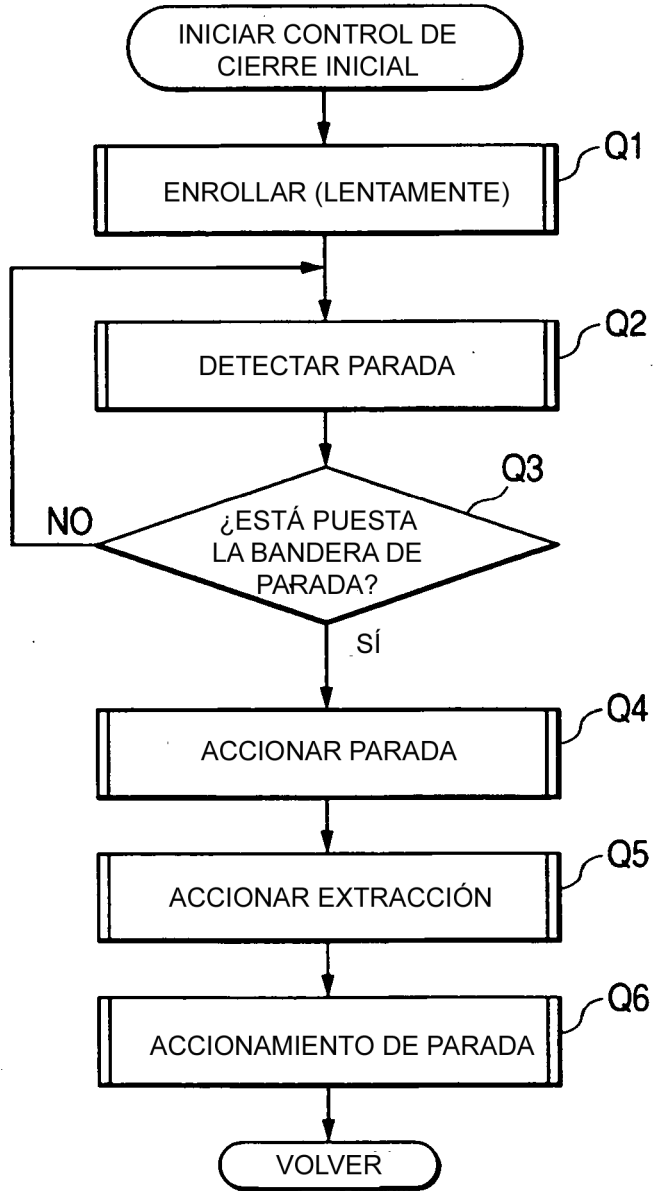 INICIAR CONTROL DE
CIERRE INICIAL
Q1
ENROLLAR (LENTAMENTE)
Q2
DETECTAR PARADA
Q3
NO
¿ESTÁ PUESTA
LA BANDERA DE
PARADA?
SÍ
Q4
ACCIONAR PARADA
Q5
ACCIONAR EXTRACCIÓN
Q6
ACCIONAMIENTO DE PARADA
VOLVER